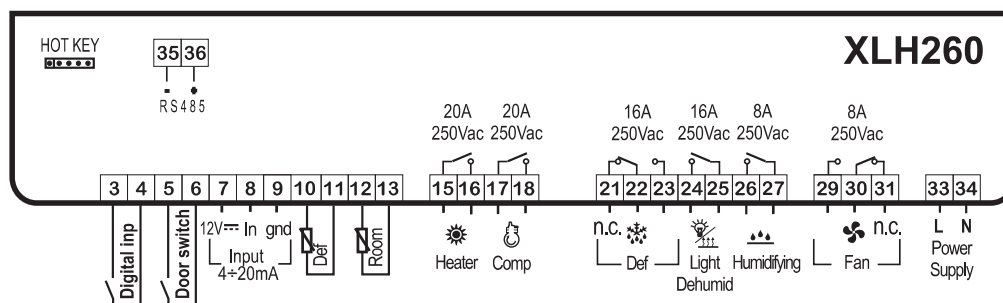 HOT KEY
35 36
- +
RS485
XLH260
20A 250Vac
20A 250Vac
16A 250Vac
16A 250Vac
8A 250Vac
8A 250Vac
3 4 5 6 7 8 9 10 11 12 13
15 16 17 18
21 22 23 24 25 26 27
29 30 31
33 34
Digital inp
Door switch
12V In gnd
Input
4÷20mA
Def
Room
Heater
Comp
n.c.
Def
Light
Dehumid
Humidifying
n.c.
Fan
L N
Power
Supply